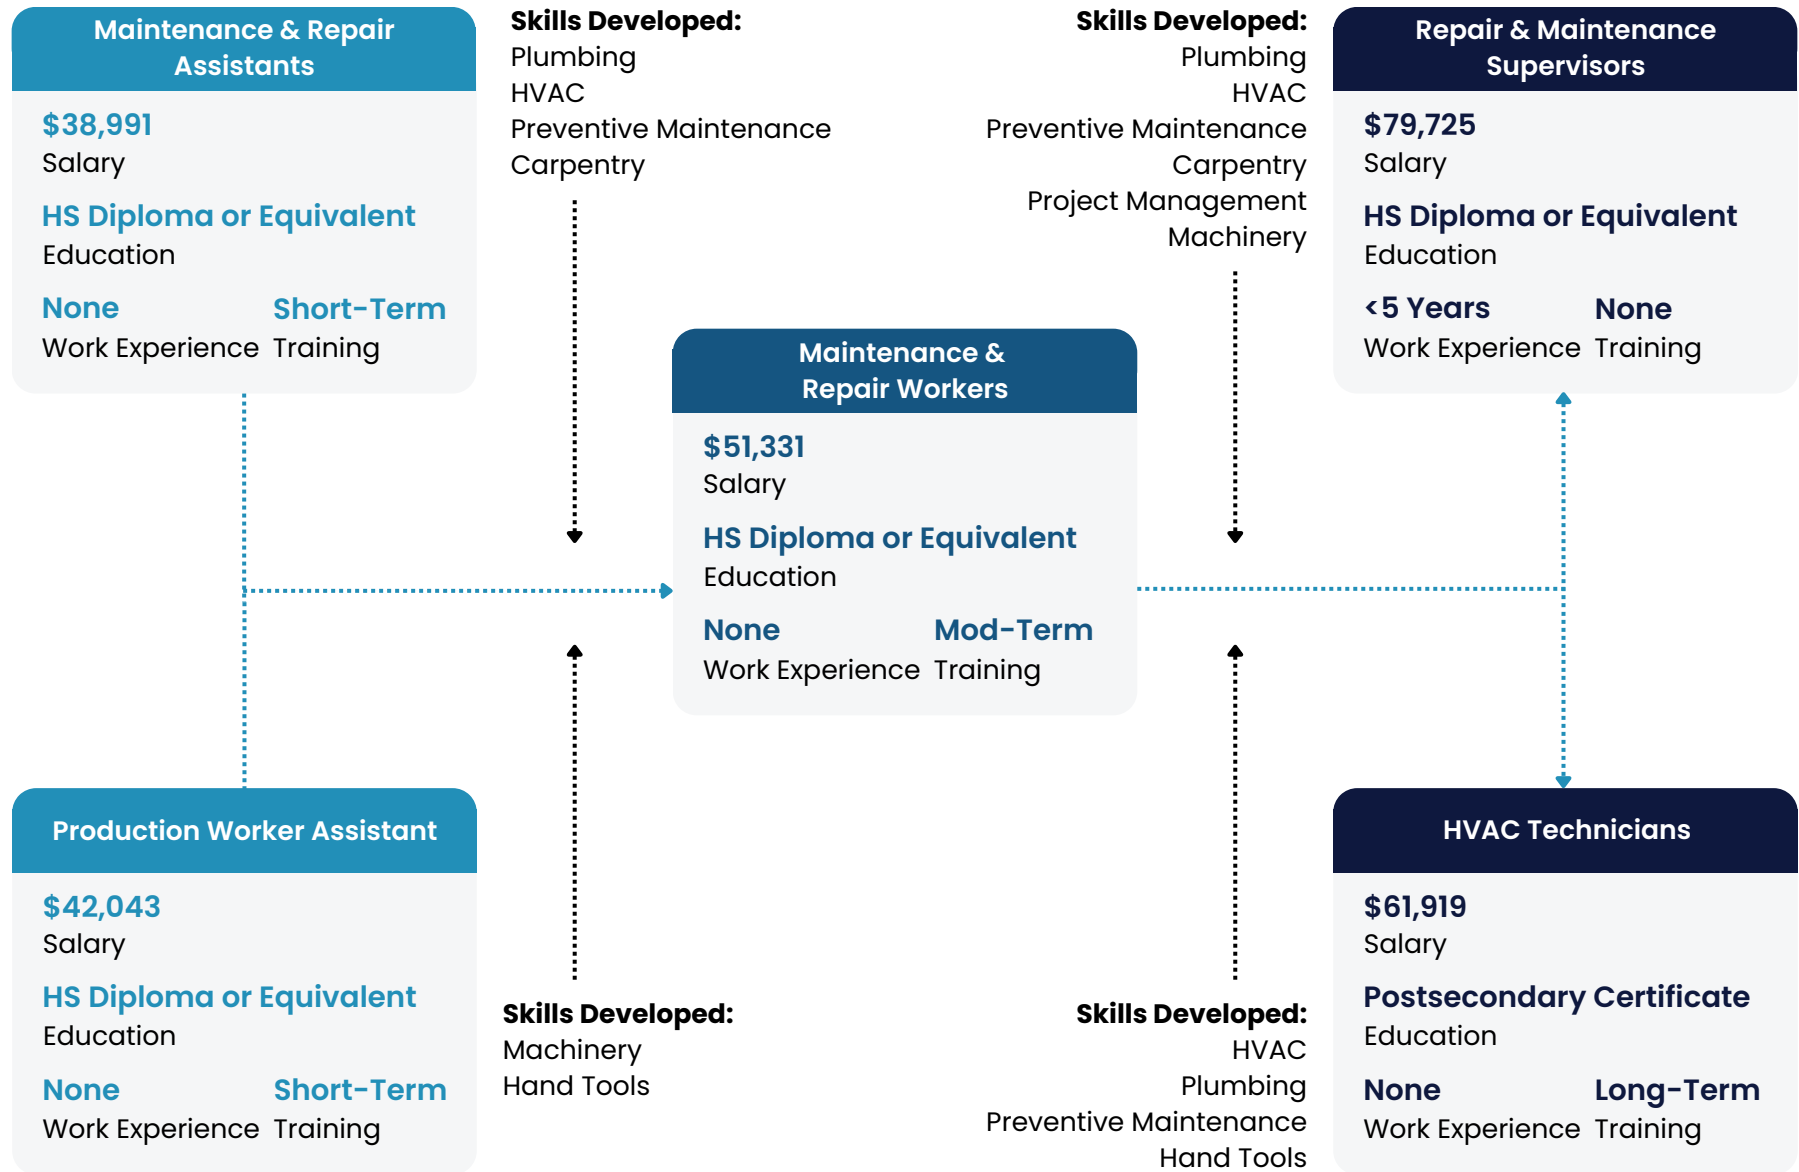 Maintenance & Repair
Assistants
$38,991
Salary
HS Diploma or Equivalent
Education
None
Work Experience
Short-Term
Training
Skills Developed:
Plumbing
HVAC
Preventive Maintenance
Carpentry
Skills Developed:
Plumbing
HVAC
Preventive Maintenance
Carpentry
Project Management
Machinery
Repair & Maintenance
Supervisors
$79,725
Salary
HS Diploma or Equivalent
Education
<5 Years
Work Experience
None
Training
Maintenance &
Repair Workers
$51,331
Salary
HS Diploma or Equivalent
Education
None
Work Experience
Mod-Term
Training
Production Worker Assistant
$42,043
Salary
HS Diploma or Equivalent
Education
None
Work Experience
Short-Term
Training
Skills Developed:
Machinery
Hand Tools
Skills Developed:
HVAC
Plumbing
Preventive Maintenance
Hand Tools
HVAC Technicians
$61,919
Salary
Postsecondary Certificate
Education
None
Work Experience
Long-Term
Training